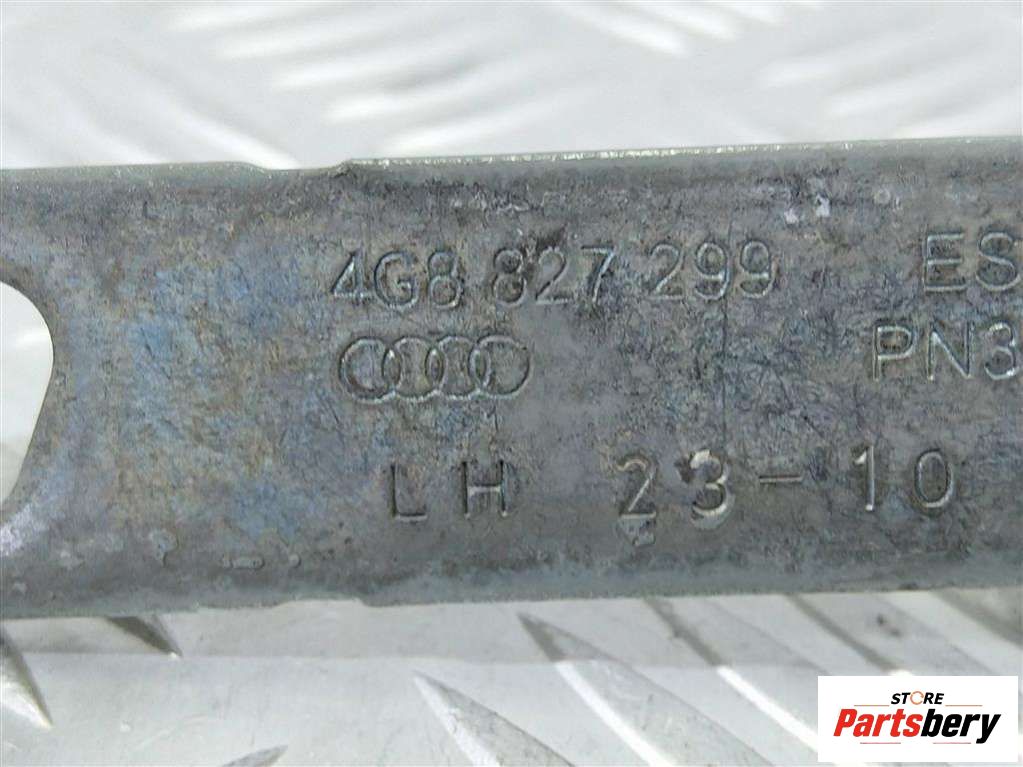 4G8 827 299 ES
PN3
LH 23-10
STORE
Partsbery